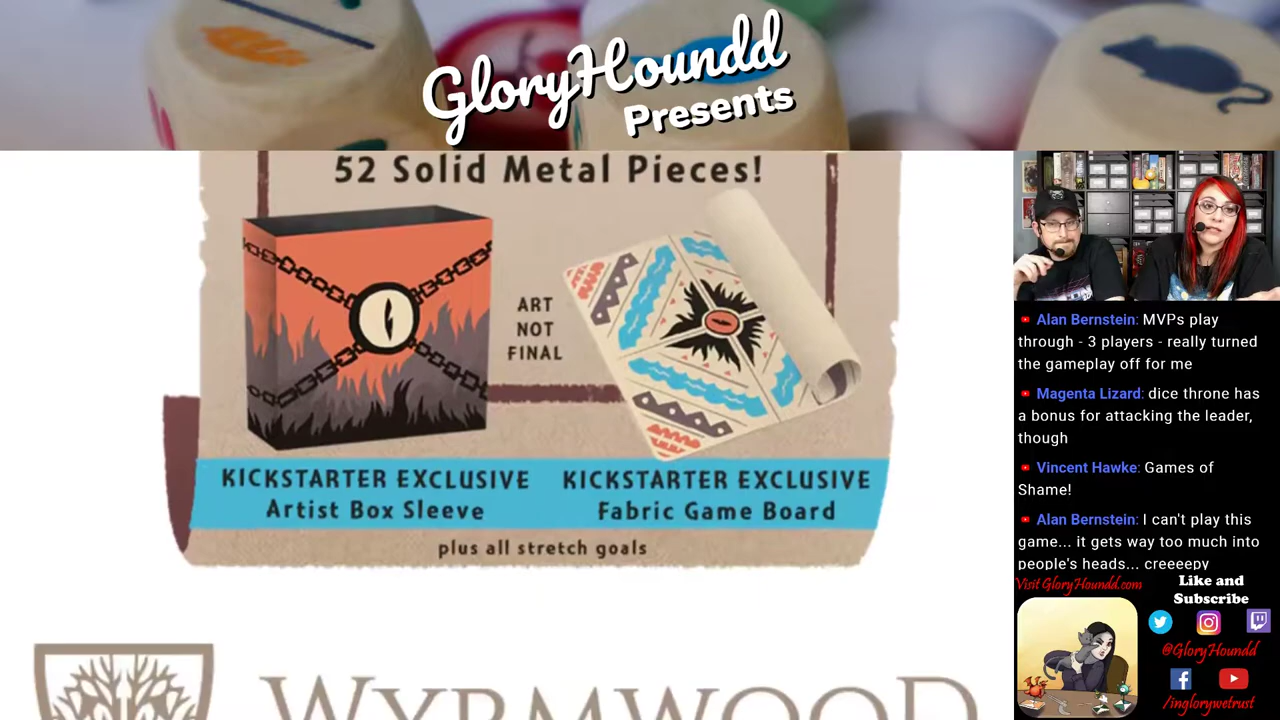 GloryHoundd
Presents
52 Solid Metal Pieces!
ART
NOT
FINAL
KICKSTARTER EXCLUSIVE
Artist Box Sleeve
KICKSTARTER EXCLUSIVE
Fabric Game Board
plus all stretch goals
WYRMWOOD
Alan Bernstein: MVPs play
through - 3 players - really turned
the gameplay off for me
Magenta Lizard: dice throne has
a bonus for attacking the leader,
though
Vincent Hawke: Games of
Shame!
Alan Bernstein: I can't play this
game... it gets way too much into
people's heads... creeeepy
Visit GloryHoundd.com
Like and
Subscribe
@GloryHoundd
/inglorywetrust